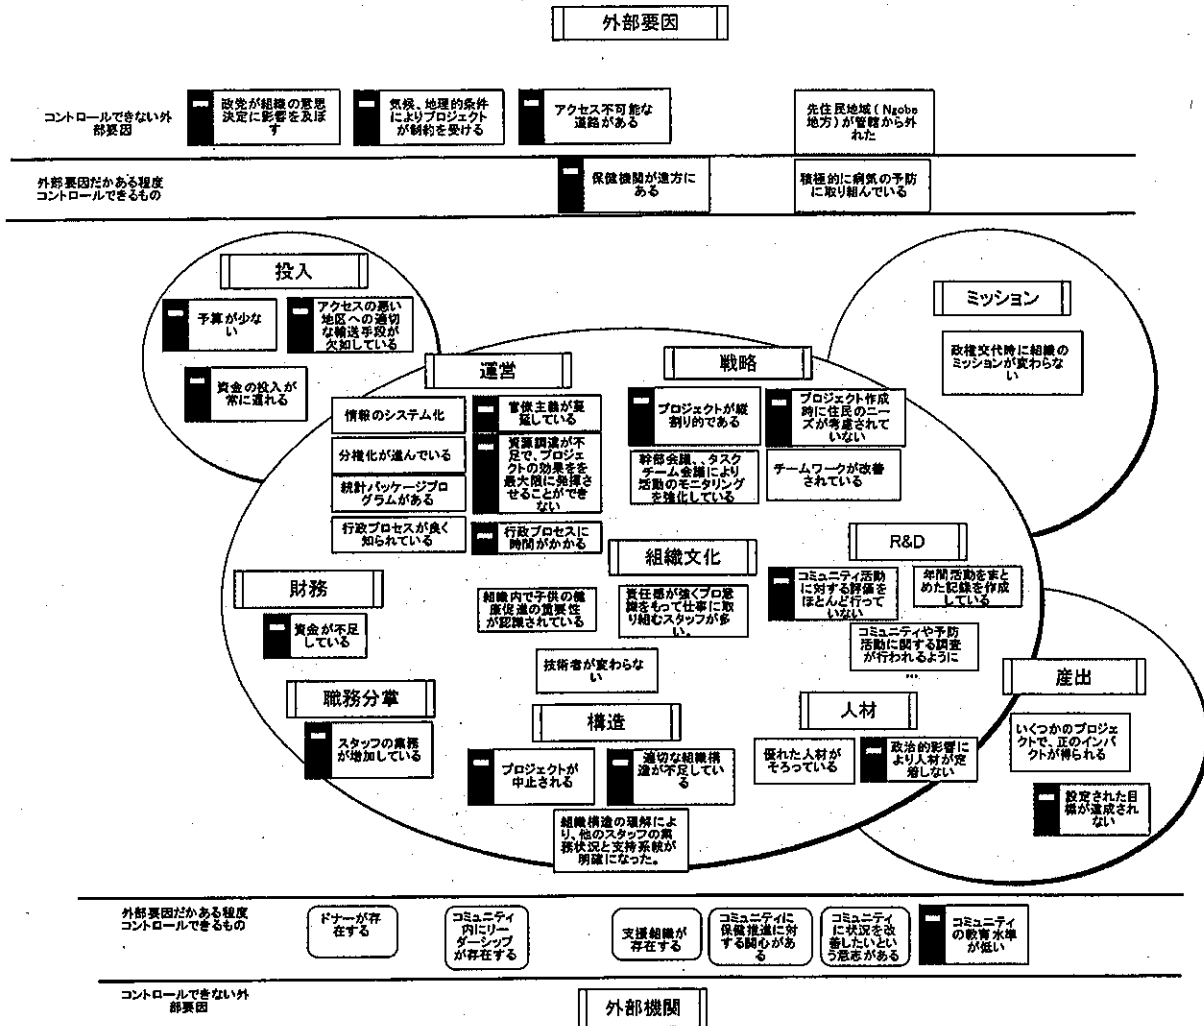 外部要因
コントロールできない外
部要因
政党が組織の意思
決定に影響を及ぼ
す
気候、地理的条件
によりプロジェクト
が制約を受ける
アクセス不可能な
道路がある
先住民地域(Ngobe
地方)が管轄から外
れた
外部要因だかある程度
コントロールできるもの
保健機関が遠方に
ある
積極的に病気の予防
に取り組んでいる
投入
予算が少な
い
アクセスの悪い
地区への適切
な輸送手段が
欠如している
資金の投入が
常に遅れる
ミッション
政権交代時に組織の
ミッションが変わらな
い
運営
情報のシステム化
分権化が進んでいる
統計パッケージプロ
グラムがある
行政プロセスが良く
知られている
官僚主義が蔓
延している
資源調達が不
足で、プロジェ
クトの効果をを
最大限に発揮さ
せることができ
ない
行政プロセスに
時間がかかる
戦略
プロジェクトが縦
割り的である
プロジェクト作成
時に住民のニー
ズが考慮されて
いない
幹部会議、、タスク
チーム会議により
活動のモニタリング
を強化している
チームワークが改善
されている
組織文化
組織内で子供の健
康促進の重要性
が認識されている
責任感が強くプロ意
識をもって仕事に取
り組むスタッフが多
い。
技術者が変わらな
い
R&D
コミュニティ活動
に対する評価を
ほとんど行って
いない
年間活動をまと
めた記録を作成
している
コミュニティや予防
活動に関する調査
が行われるように
...
財務
資金が不足
している
職務分掌
スタッフの業務
が増加している
構造
プロジェクトが
中止される
適切な組織構
造が不足してい
る
組織構造の理解によ
り、他のスタッフの業
務状況と支持系統が
明確になった。
人材
優れた人材が
そろっている
政治的影響に
より人材が定
着しない
産出
いくつかのプロジェ
クトで、正のインパ
クトが得られる
設定された目
標が達成され
ない
外部要因だかある程度
コントロールできるもの
ドナーが存
在する
コミュニティ
内にリー
ダーシップ
が存在する
支援組織が
存在する
コミュニティに
保健推進に対
する関心があ
る
コミュニティ
に状況を改
善したいとい
う意志がある
コミュニティ
の教育水準
が低い
コントロールできない外
部要因
外部機関